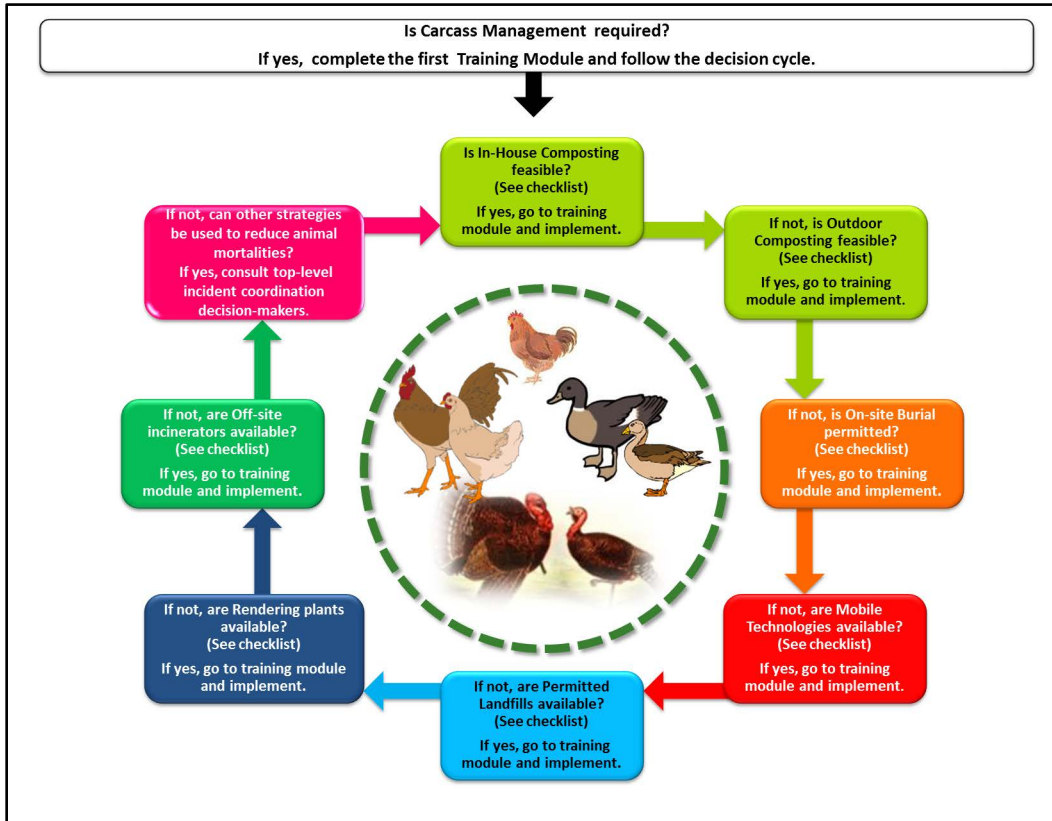 Is Carcass Management required?
If yes, complete the first Training Module and follow the decision cycle.
Is In-House Composting
feasible?
(See checklist)
If yes, go to training
module and implement.
If not, is Outdoor
Composting feasible?
(See checklist)
If yes, go to training
module and implement.
If not, is On-site Burial
permitted?
(See checklist)
If yes, go to training
module and implement.
If not, are Mobile
Technologies available?
(See checklist)
If yes, go to training
module and implement.
If not, are Permitted
Landfills available?
(See checklist)
If yes, go to training
module and implement.
If not, are Rendering plants
available?
(See checklist)
If yes, go to training module
and implement.
If not, are Off-site
incinerators available?
(See checklist)
If yes, go to training
module and implement.
If not, can other strategies
be used to reduce animal
mortalities?
If yes, consult top-level
incident coordination
decision-makers.